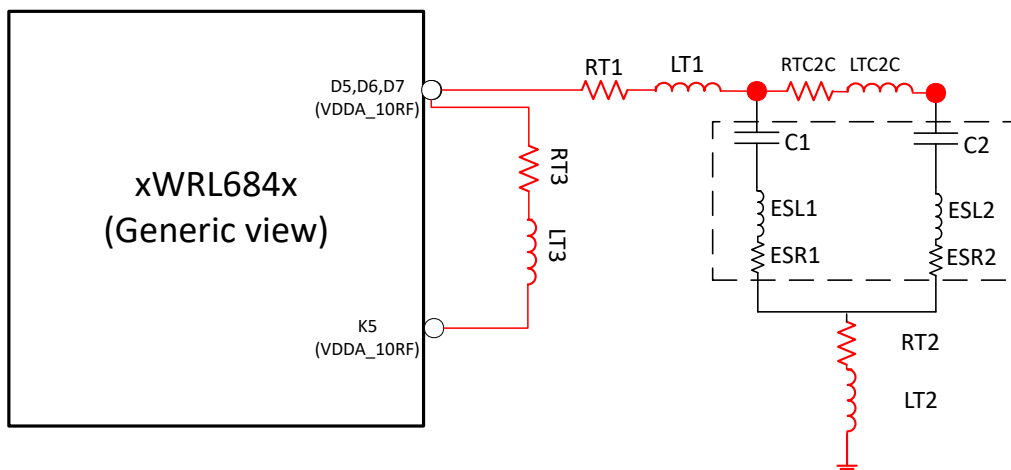 D5,D6,D7
(VDDA_10RF)
xWRL684x
(Generic view)
K5
(VDDA_10RF)
RT3
LT3
RT1
LT1
RTC2C
LTC2C
C1
C2
ESL1
ESL2
ESR1
ESR2
RT2
LT2